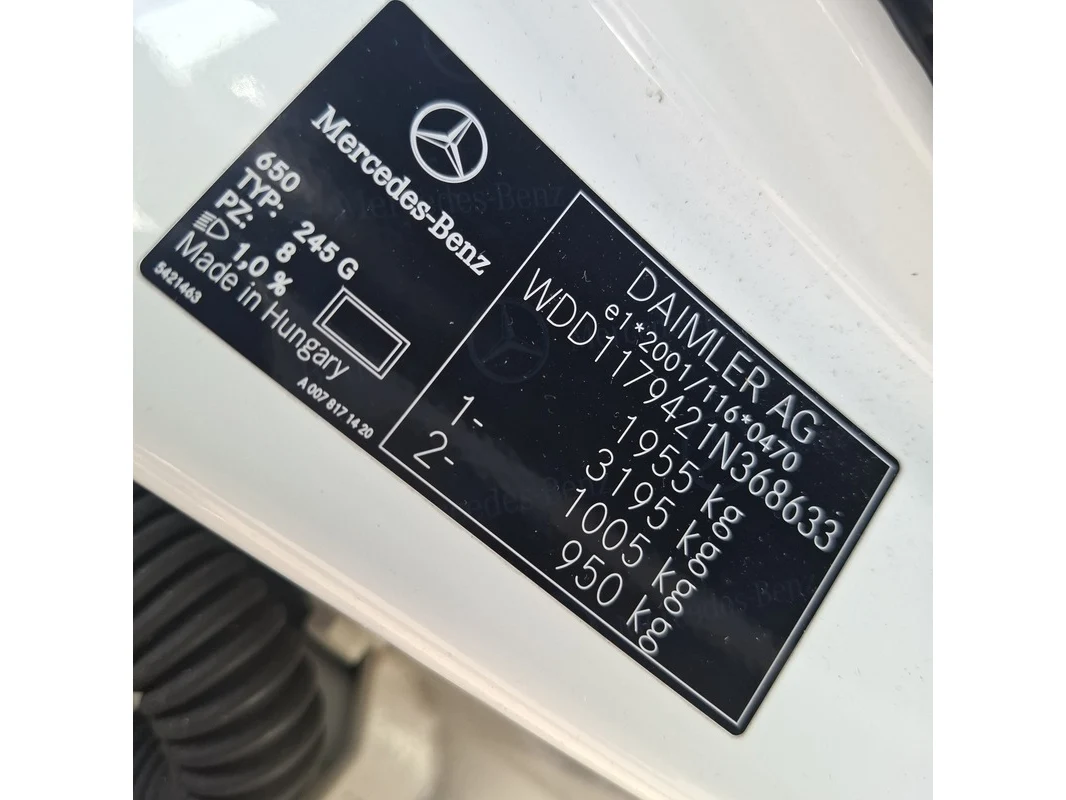 Mercedes-Benz
650
TYP: 245 G
PZ: 8
1,0 %
Made in Hungary
5421463
A 007 817 14 20
DAIMLER AG
e1*2001/116*0470
WDD1179421N368633
1955 kg
3195 kg
1- 1005 kg
2- 950 kg